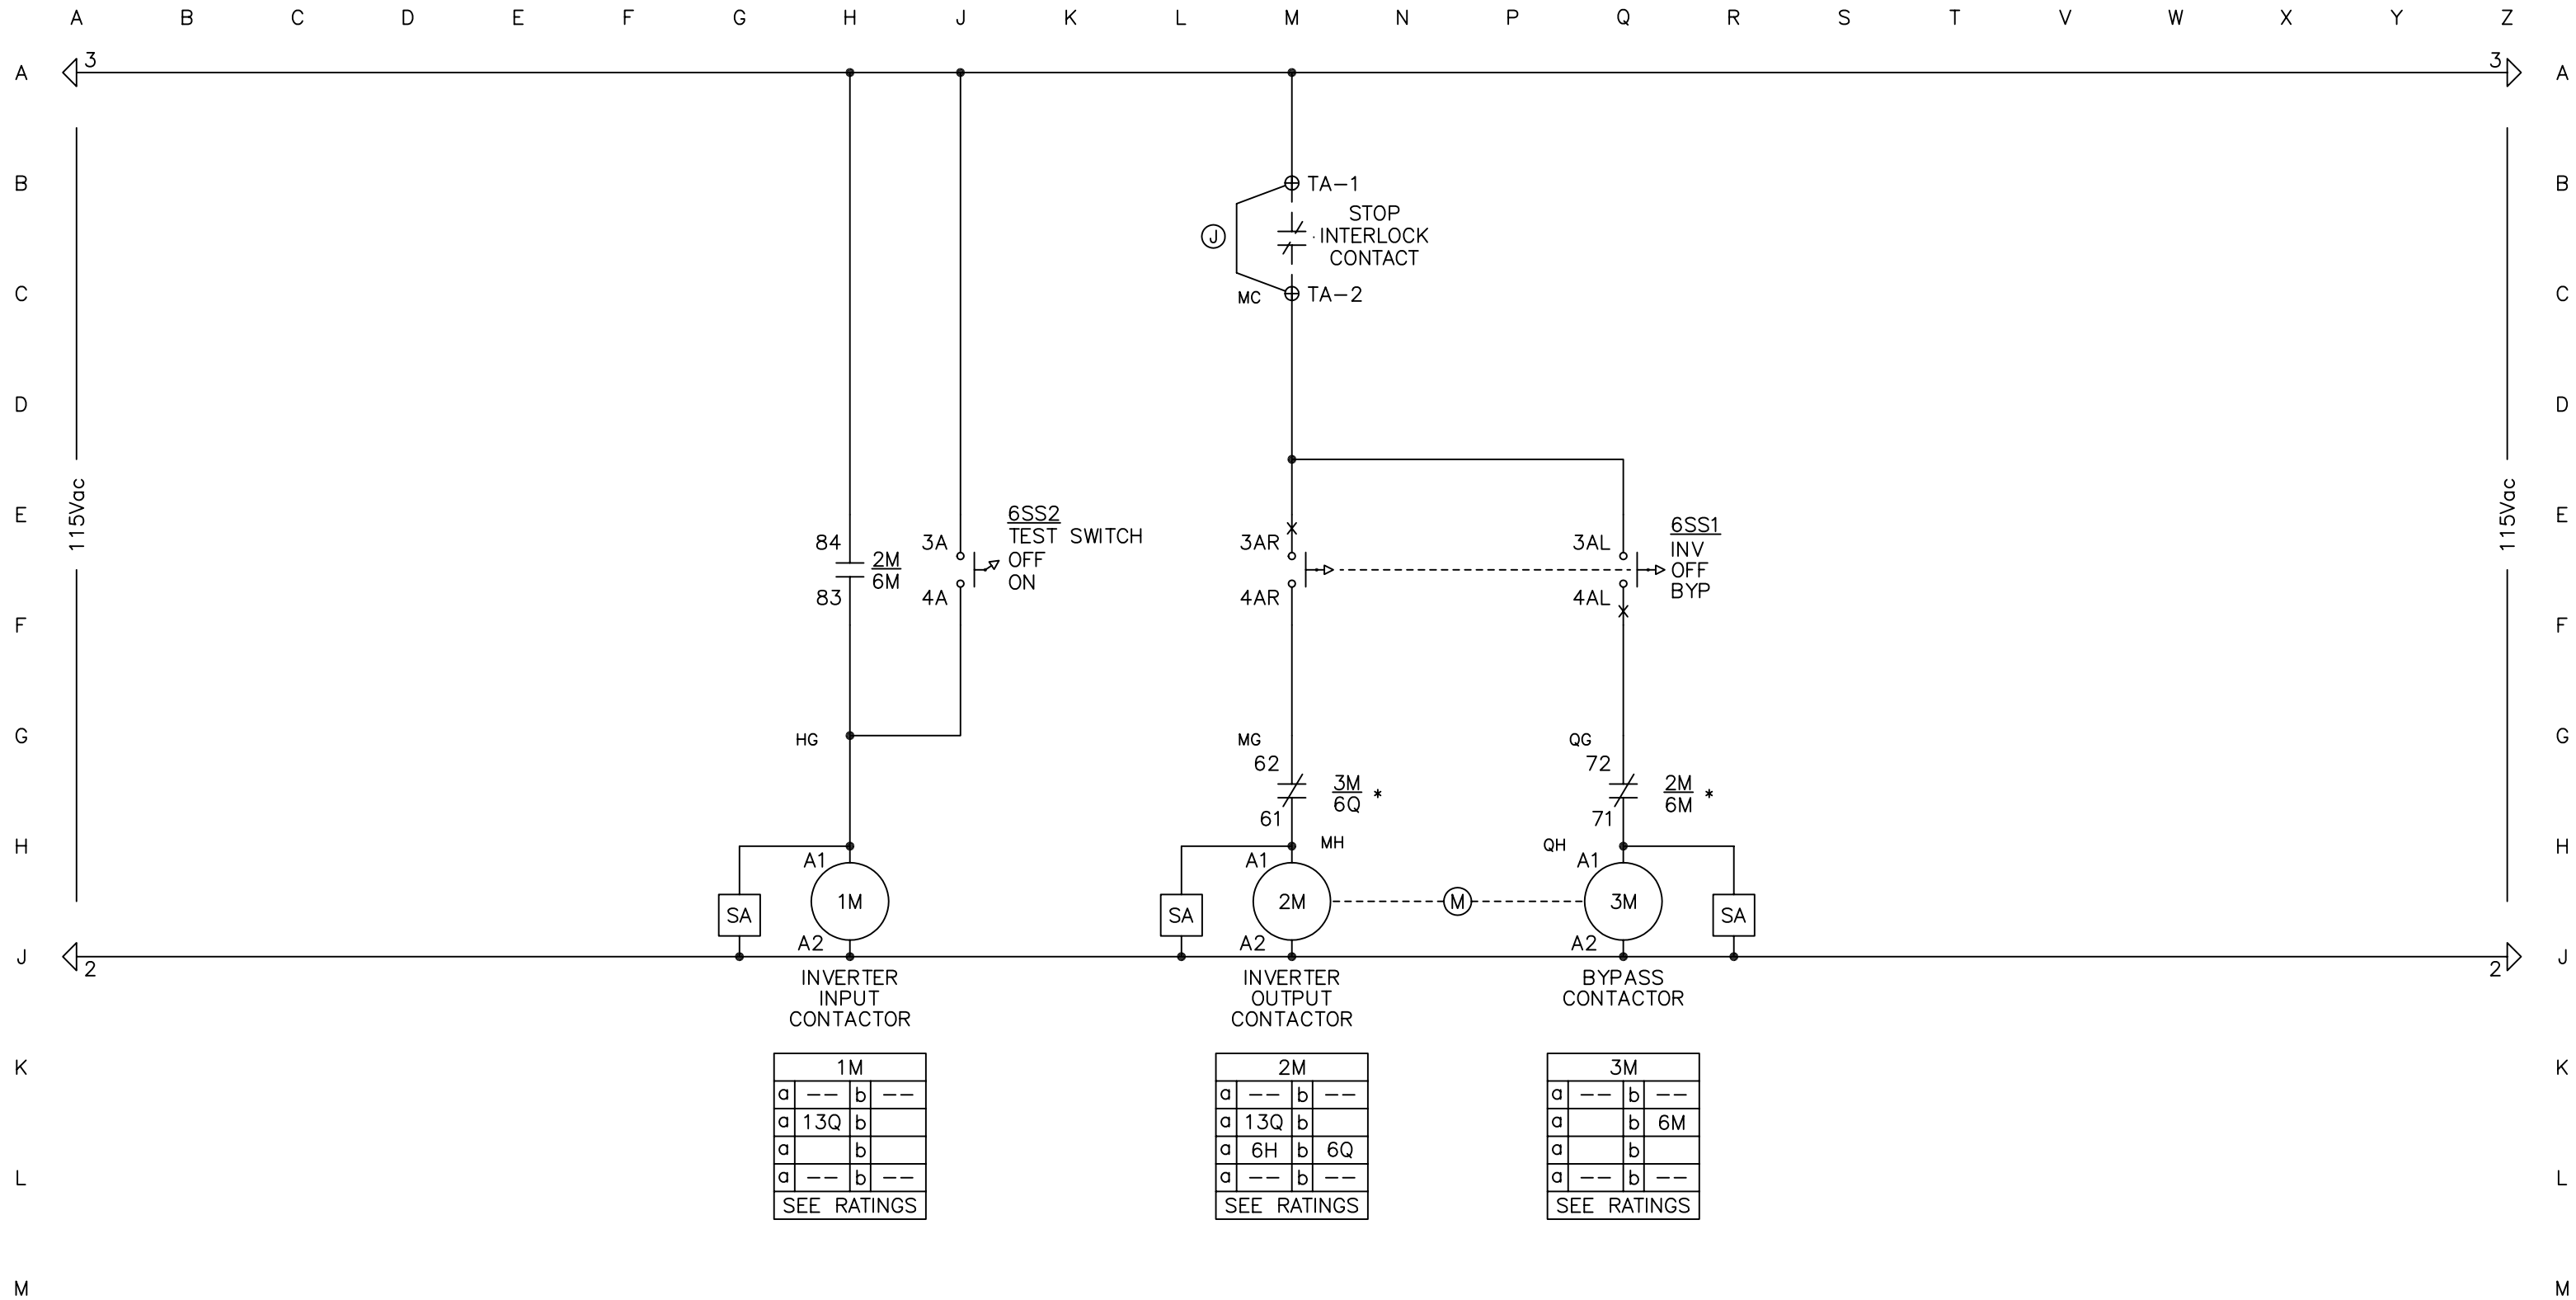 A B C D E F G H J K L M N P Q R S T V W X Y Z
A 3 3 A
B TA-1 B
STOP
J INTERLOCK
CONTACT
C MC TA-2 C
D D
E 115Vac 115Vac E
6SS2
TEST SWITCH
OFF
ON
84 2M
83 6M
3A
4A
3AR
4AR
3AL
4AL
6SS1
INV
OFF
BYP
F F
G HG MG QG G
62 3M *
61 6Q
72 2M *
71 6M
H MH QH H
A1 A1 A1
SA 1M SA 2M M 3M SA
A2 A2 A2
J 2 2 J
INVERTER
INPUT
CONTACTOR
INVERTER
OUTPUT
CONTACTOR
BYPASS
CONTACTOR
K K
1M
a -- b --
a 13Q b
a b
a -- b --
SEE RATINGS
2M
a -- b --
a 13Q b
a 6H b 6Q
a -- b --
SEE RATINGS
3M
a -- b --
a b 6M
a b
a -- b --
SEE RATINGS
L L
M M